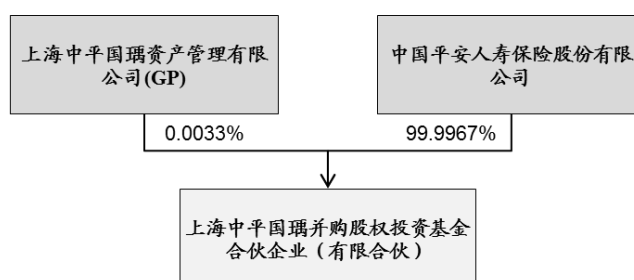 上海中平国瑀资产管理有限
公司(GP)
中国平安人寿保险股份有限
公司
0.0033%
99.9967%
上海中平国瑀并购股权投资基金
合伙企业（有限合伙）